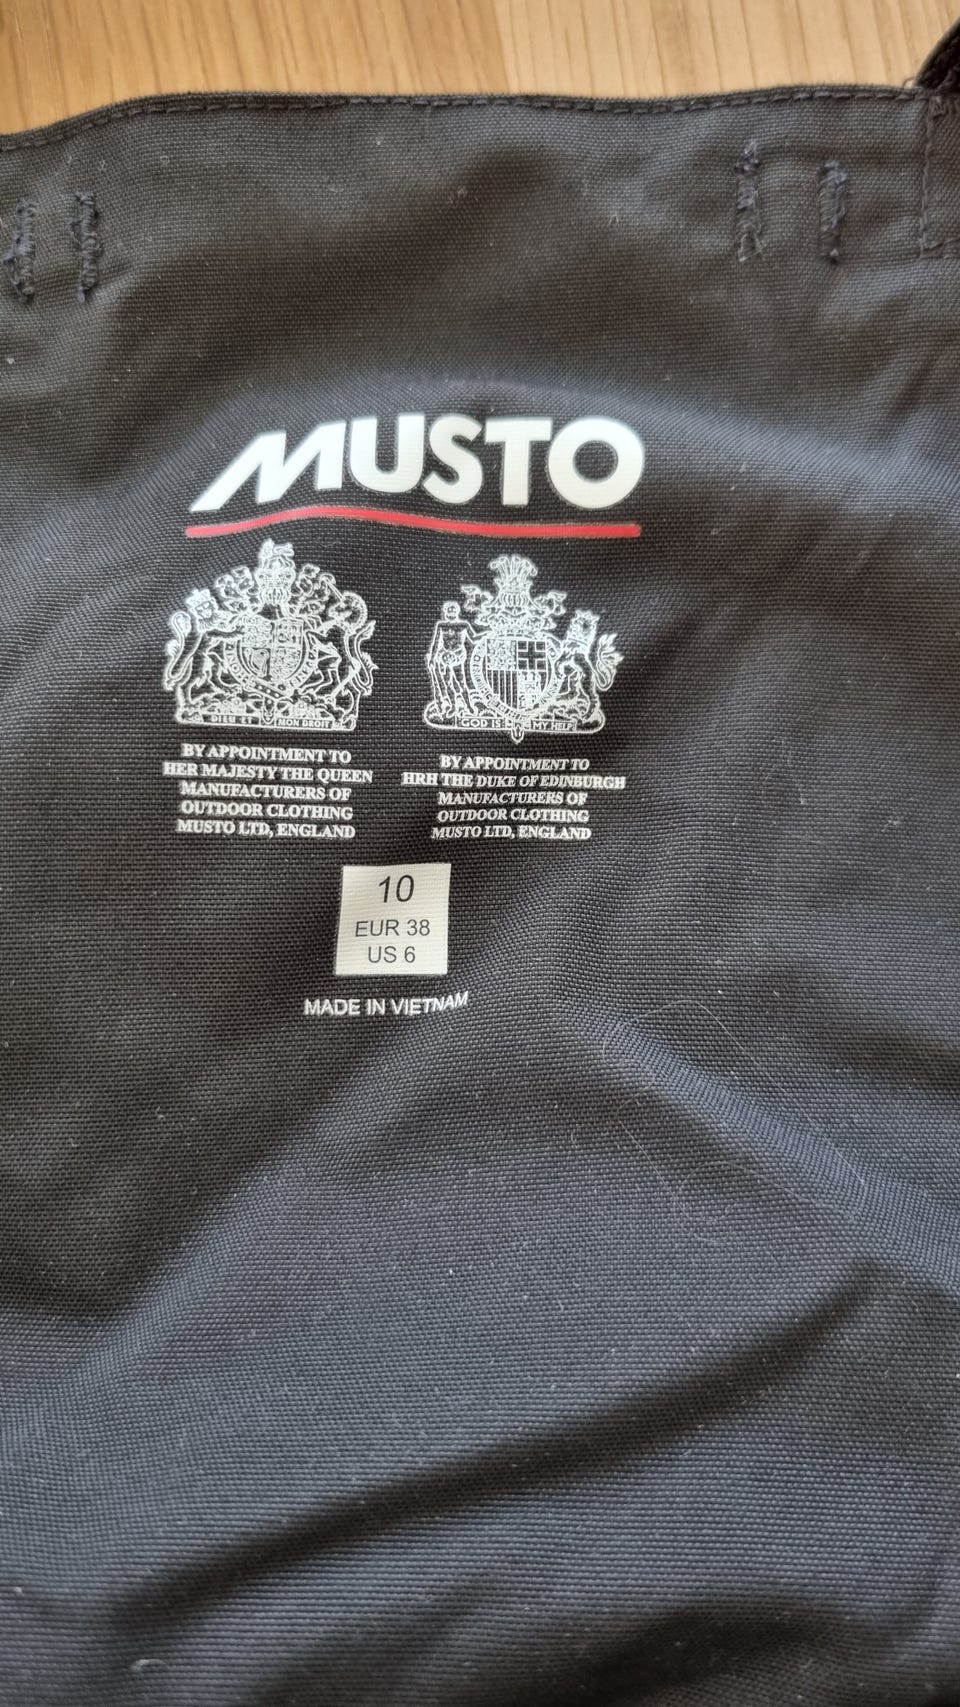 MUSTO
DIEU ET MON DROIT
BY APPOINTMENT TO
HER MAJESTY THE QUEEN
MANUFACTURERS OF
OUTDOOR CLOTHING
MUSTO LTD, ENGLAND
GOD IS MY HELP
BY APPOINTMENT TO
HRH THE DUKE OF EDINBURGH
MANUFACTURERS OF
OUTDOOR CLOTHING
MUSTO LTD, ENGLAND
10
EUR 38
US 6
MADE IN VIETNAM